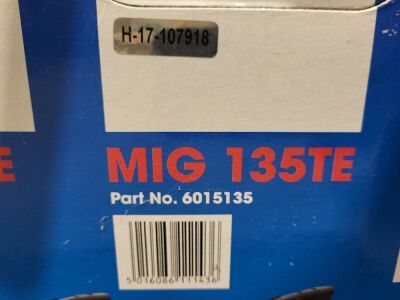 H-17-107918
E
MIG 135TE
Part No. 6015135
5 016086 111436